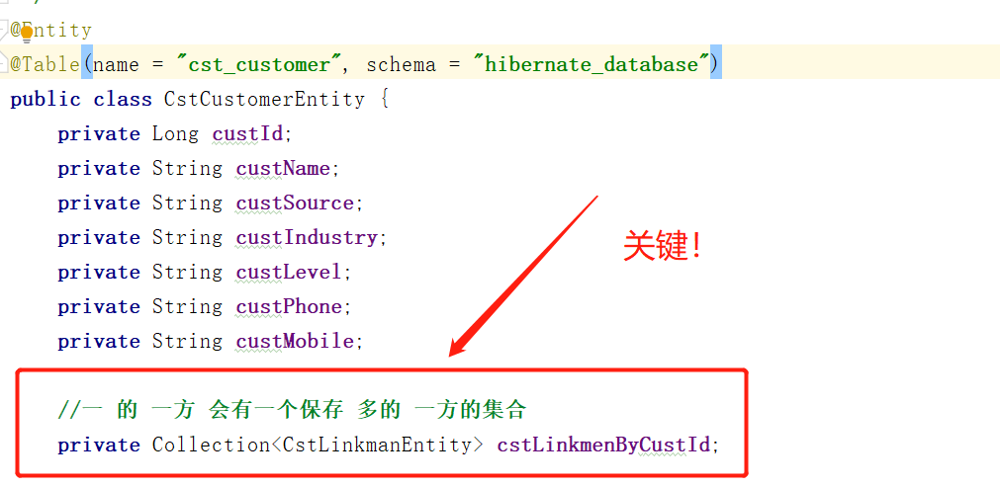 @Entity
@Table(name = "cst_customer", schema = "hibernate_database")
public class CstCustomerEntity {
private Long custId;
private String custName;
private String custSource;
private String custIndustry;
关键!
private String custLevel;
private String custPhone;
private String custMobile;
//一 的 一方 会有一个保存 多的 一方的集合
private Collection<CstLinkmanEntity> cstLinkmenByCustId;